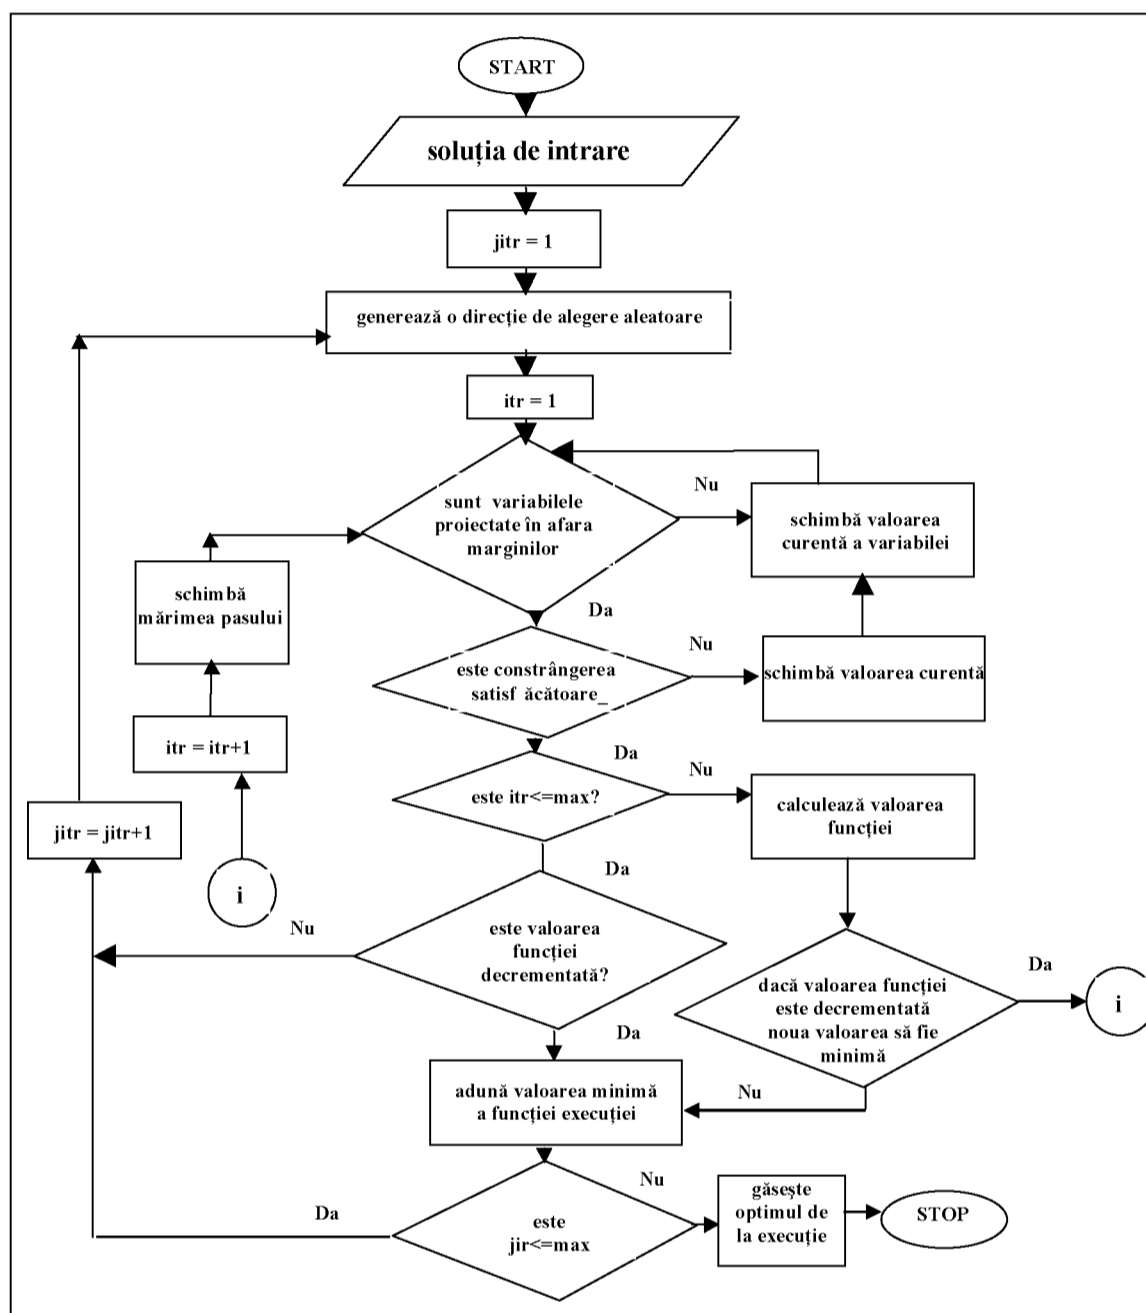 START
soluția de intrare
jitr = 1
generează o direcție de alegere aleatoare
itr = 1
sunt variabilele
proiectate în afara
marginilor
Nu
schimbă valoarea
curentă a variabilei
schimbă
mărimea pasului
Da
este constrângerea
satisf ăcătoare_
Nu
schimbă valoarea curentă
itr = itr+1
Da
este itr<=max?
Nu
calculează valoarea
funcției
jitr = jitr+1
i
Da
Nu
este valoarea
funcției
decrementată?
dacă valoarea funcției
este decrementată
noua valoarea să fie
minimă
Da
i
Da
adună valoarea minimă
a funcției execuției
Nu
Da
este
jir<=max
Nu
găsește
optimul de
la execuție
STOP